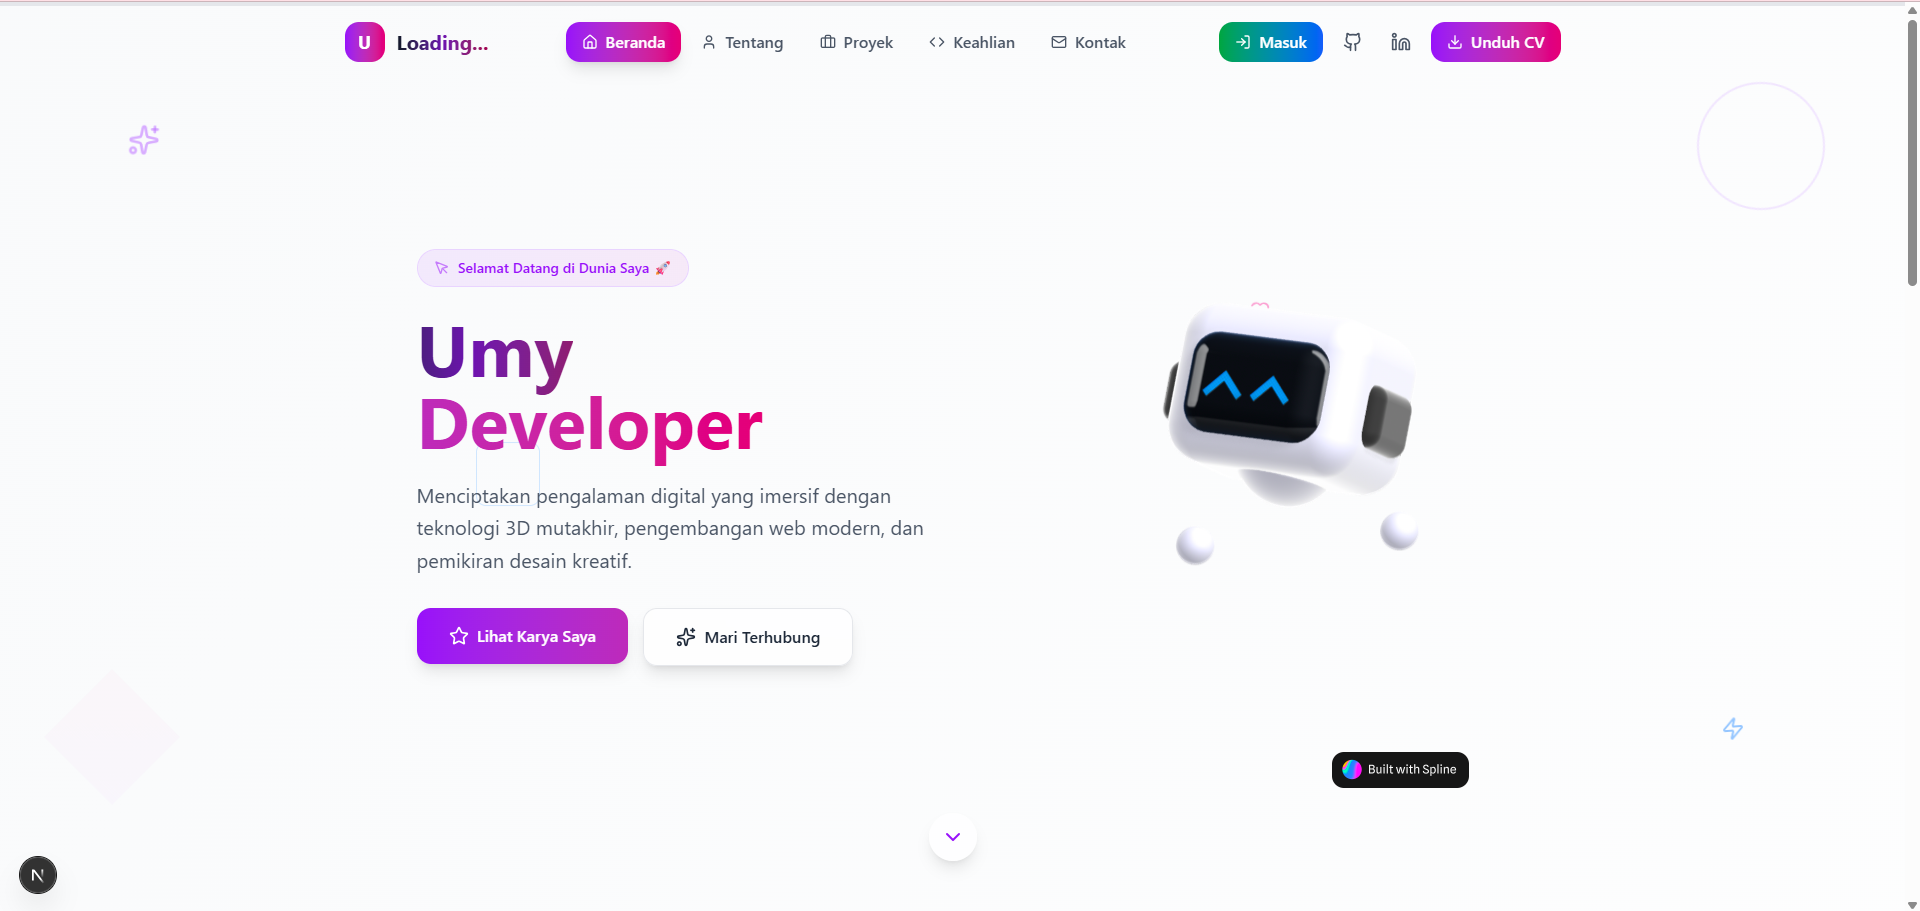 U
Loading...
Beranda
Tentang
Proyek
Keahlian
Kontak
Masuk
Unduh CV
Selamat Datang di Dunia Saya 🚀
Umy
Developer
Menciptakan pengalaman digital yang imersif dengan
teknologi 3D mutakhir, pengembangan web modern, dan
pemikiran desain kreatif.
Lihat Karya Saya
Mari Terhubung
Built with Spline
N